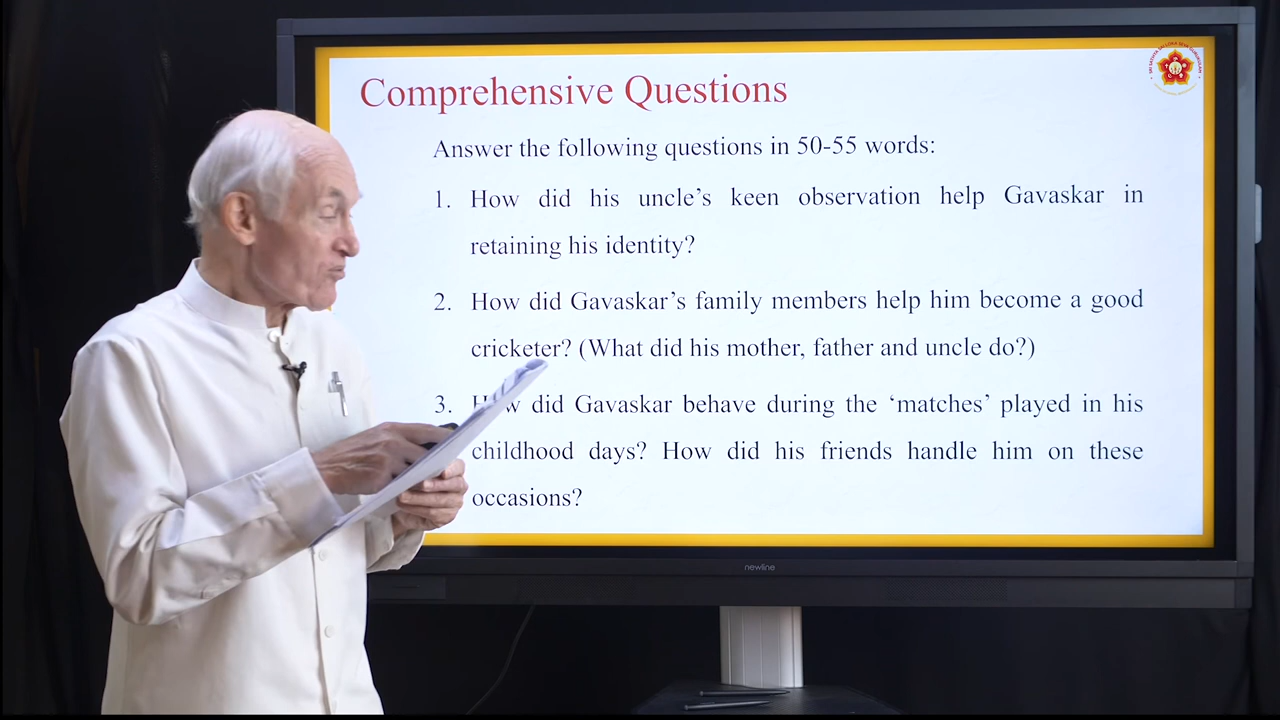 Comprehensive Questions
Answer the following questions in 50-55 words:
1. How did his uncle's keen observation help Gavaskar in
retaining his identity?
2. How did Gavaskar's family members help him become a good
cricketer? (What did his mother, father and uncle do?)
3. How did Gavaskar behave during the 'matches' played in his
childhood days? How did his friends handle him on these
occasions?
newline